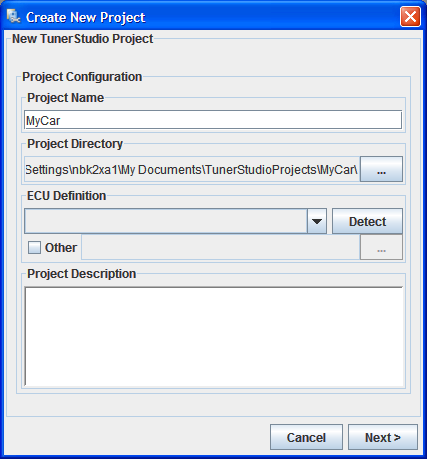 Create New Project
New TunerStudio Project
Project Configuration
Project Name
MyCar
Project Directory
Settings\nbk2xa1\My Documents\TunerStudioProjects\MyCar\
...
ECU Definition
Detect
Other
...
Project Description
Cancel
Next >